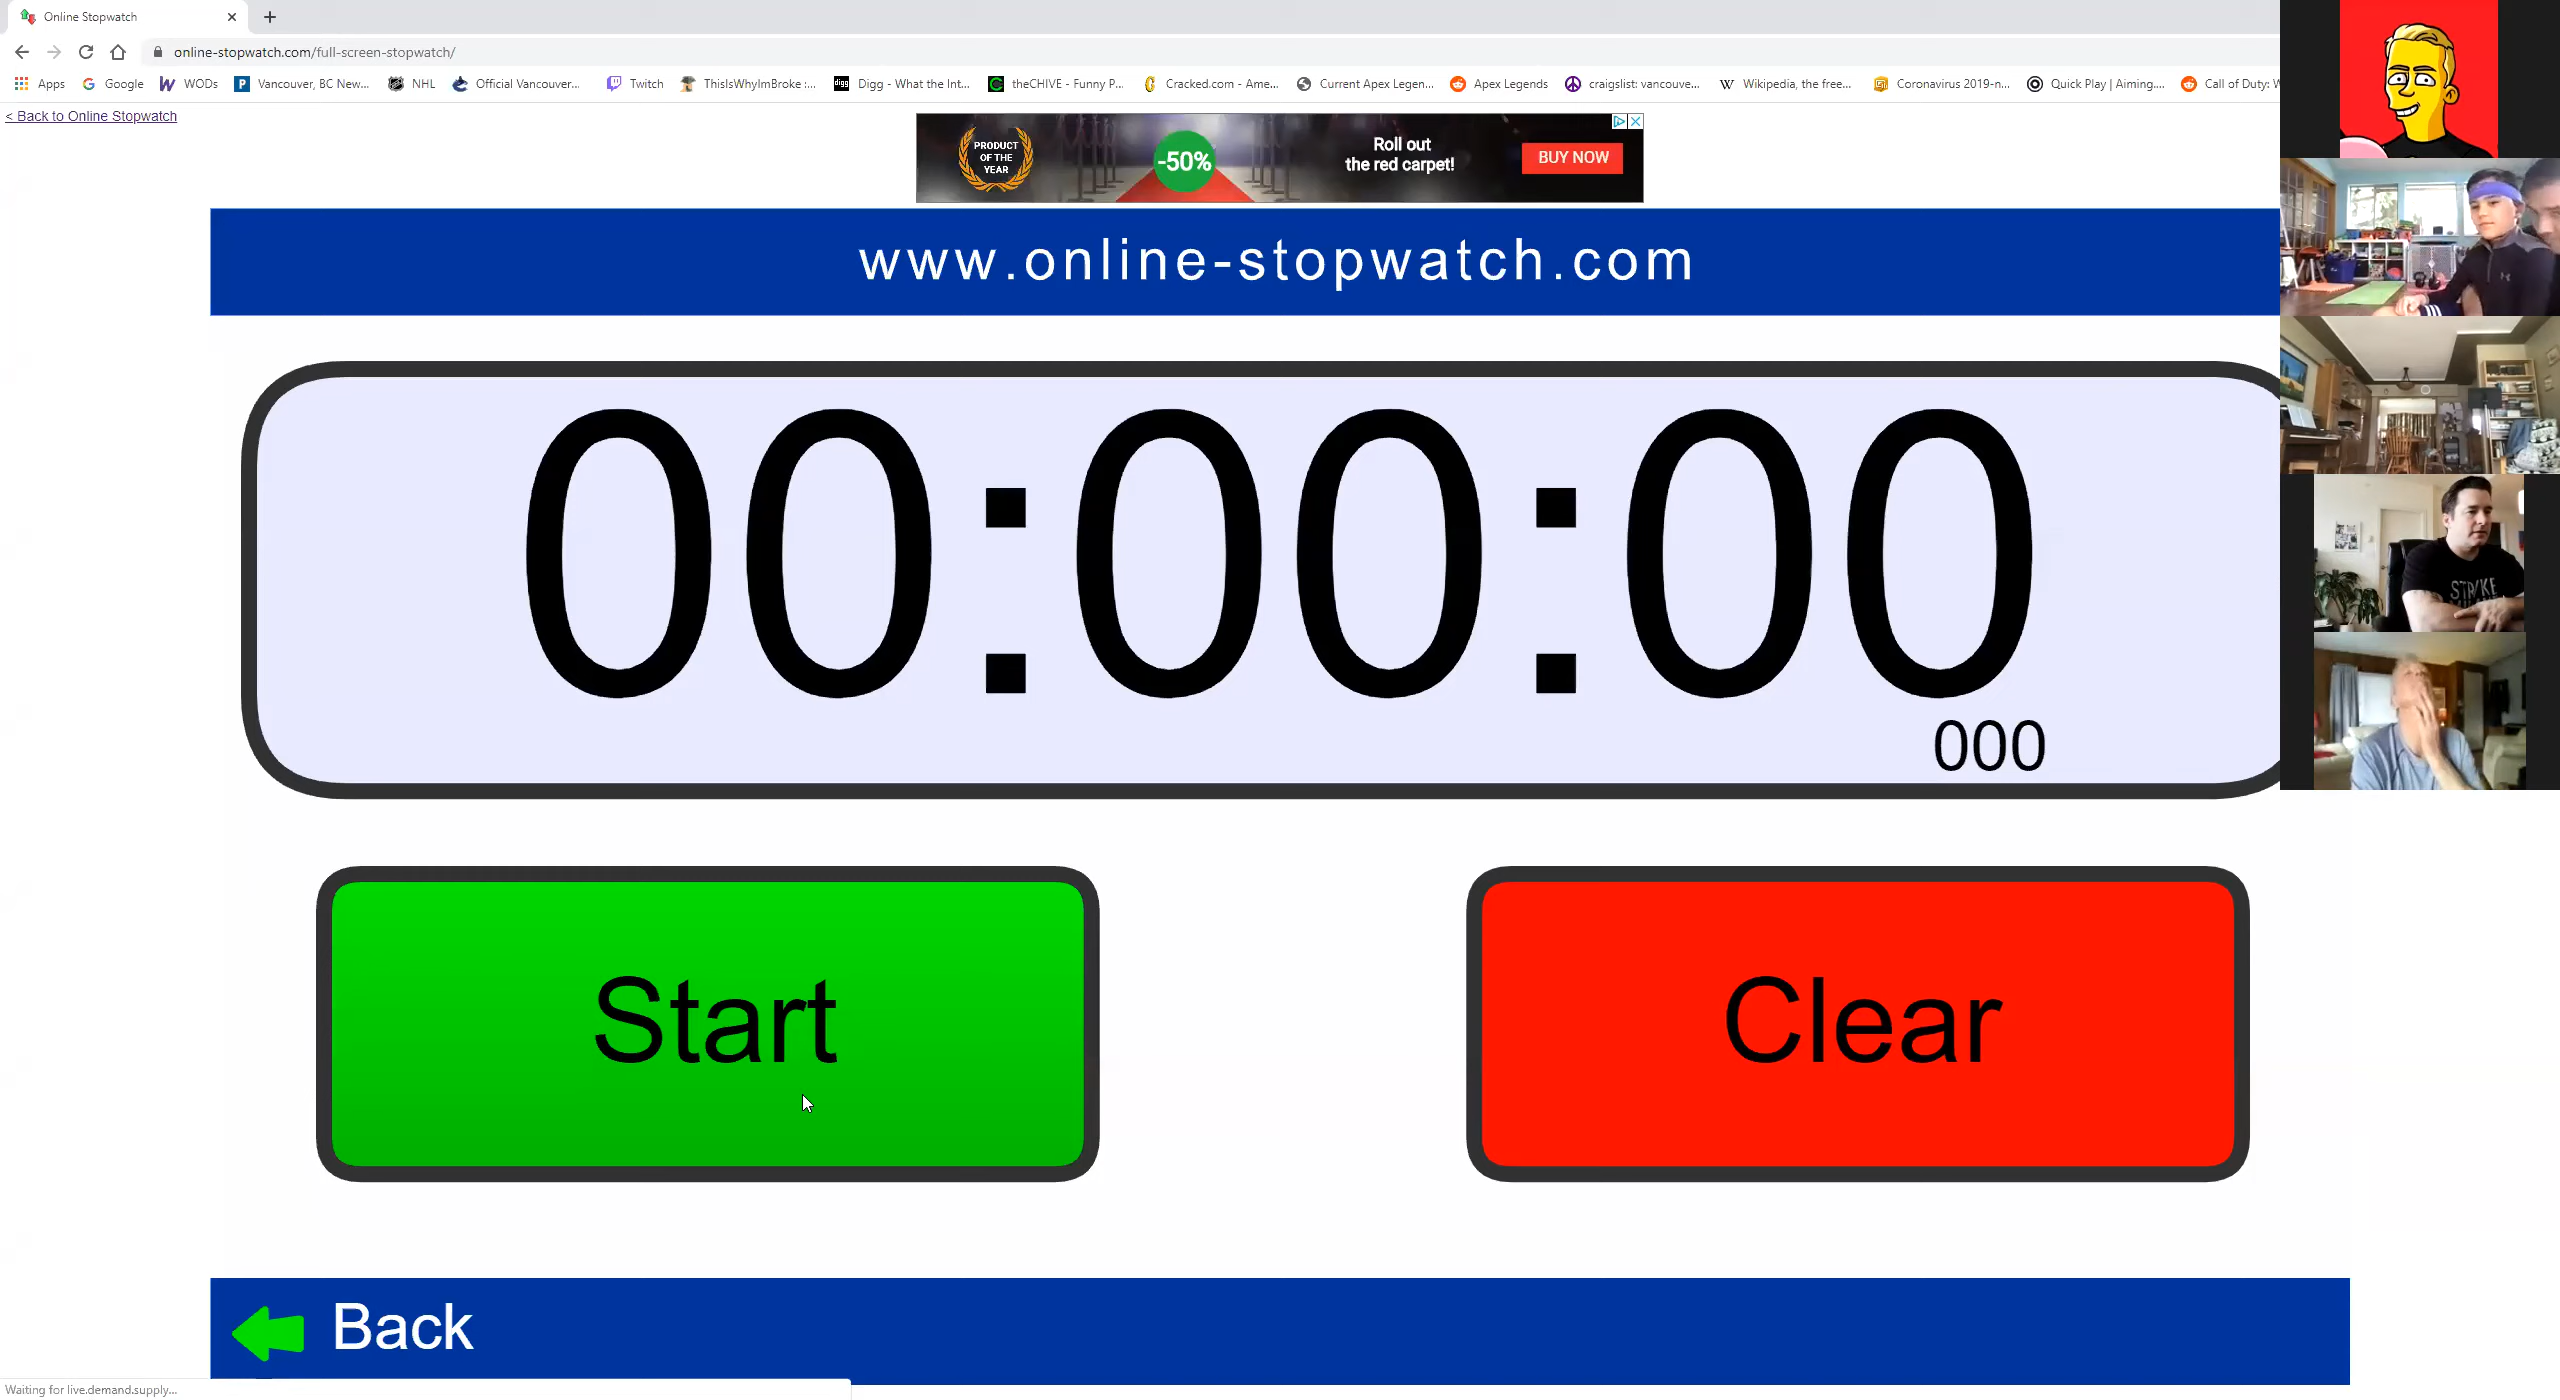 Online Stopwatch
online-stopwatch.com/full-screen-stopwatch/
Apps Google WODs Vancouver, BC New... NHL Official Vancouver... Twitch ThisIsWhyImBroke :... digg Digg - What the Int... theCHIVE - Funny P... Cracked.com - Ame... Current Apex Legen... Apex Legends craigslist: vancouve... W Wikipedia, the free... Coronavirus 2019-n... Quick Play | Aiming.... Call of Duty: W
< Back to Online Stopwatch
PRODUCT
OF THE
YEAR
-50%
Roll out
the red carpet!
BUY NOW
www.online-stopwatch.com
00:00:00
000
STRIKE
Start
Clear
Back
Waiting for live.demand.supply...